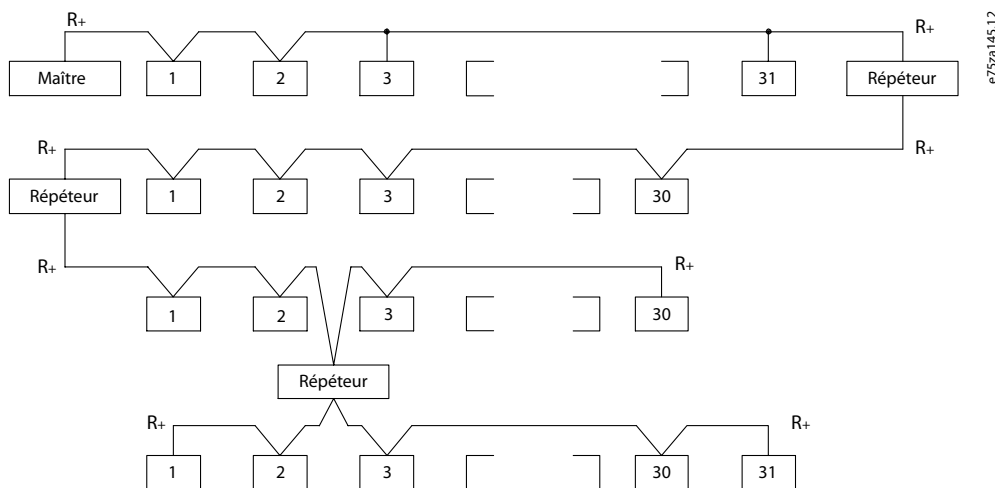 R+ R+
Maître 1 2 3 31 Répéteur
e75za145.12
R+ R+
Répéteur 1 2 3 30
R+ R+
1 2 3 30
Répéteur
R+ R+
1 2 3 30 31